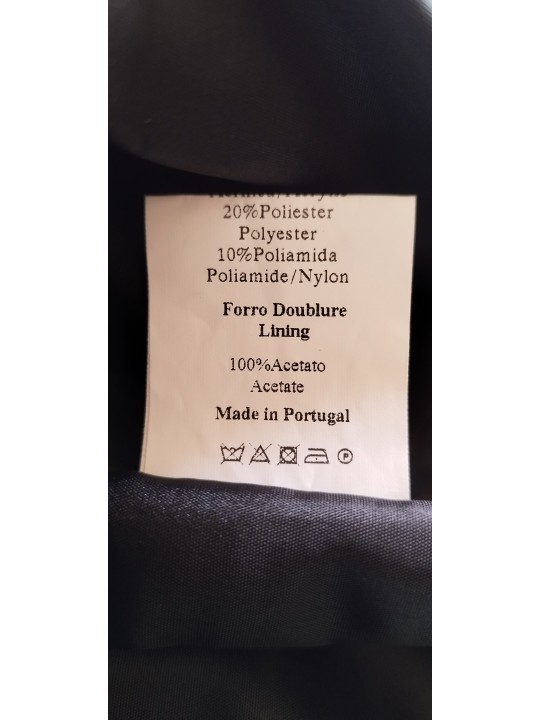 20%Poliester
Polyester
10%Poliamida
Poliamide/Nylon
Forro Doublure
Lining
100%Acetato
Acetate
Made in Portugal
P